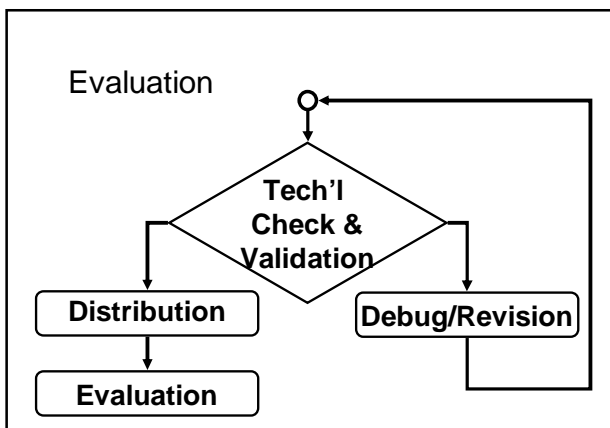 Evaluation
Tech’l
Check &
Validation
Distribution
Debug/Revision
Evaluation